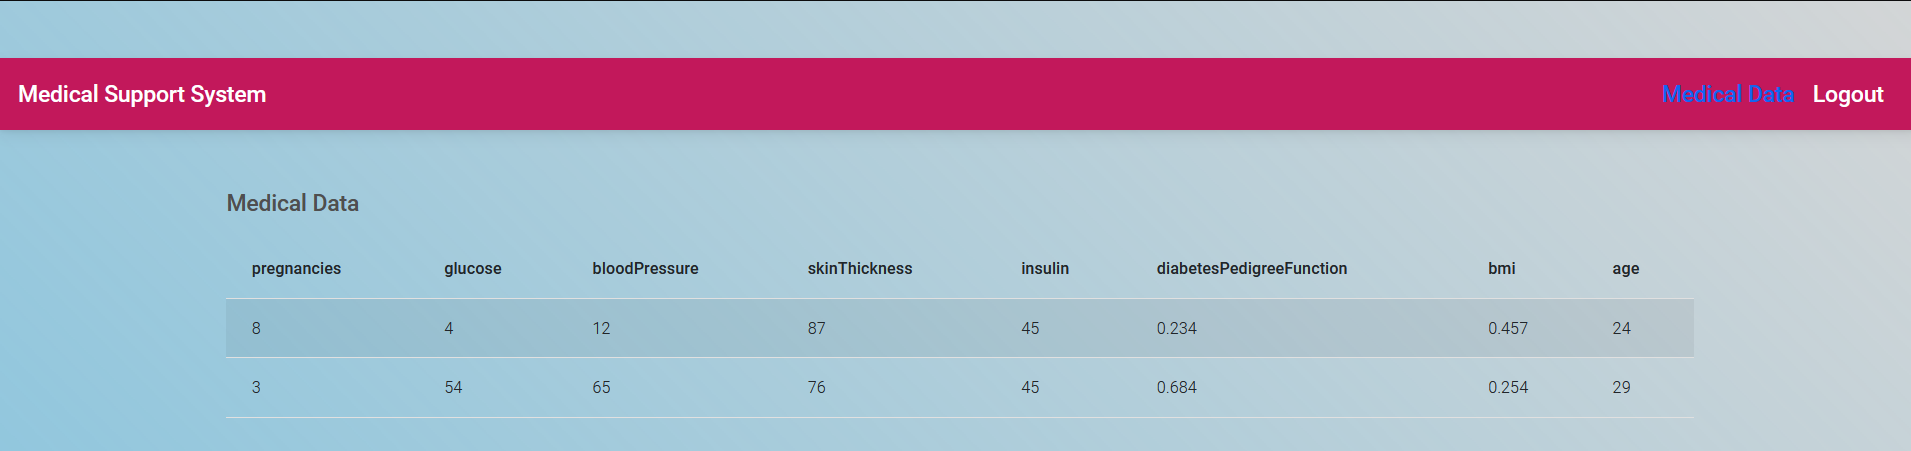 Medical Support System Medical Data Logout
Medical Data
pregnancies glucose bloodPressure skinThickness insulin diabetesPedigreeFunction bmi age
8 4 12 87 45 0.234 0.457 24
3 54 65 76 45 0.684 0.254 29